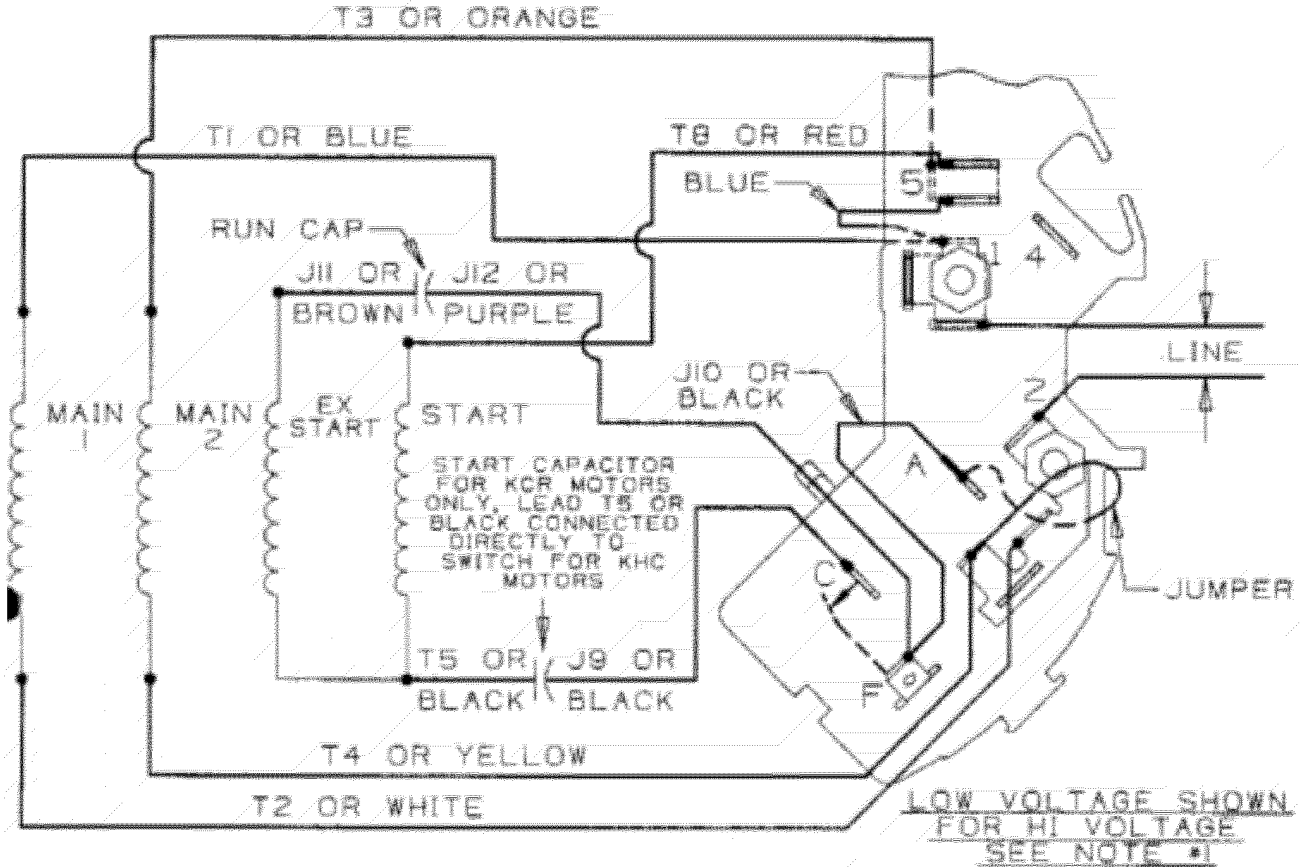 T3 OR ORANGE
T1 OR BLUE
T8 OR RED
BLUE
5
RUN CAP
1 4
J11 OR J12 OR
BROWN PURPLE
LINE
J10 OR
BLACK
2
MAIN
1
MAIN
2
EX
START
START
A
START CAPACITOR
FOR KCR MOTORS
ONLY, LEAD T5 OR
BLACK CONNECTED
DIRECTLY TO
SWITCH FOR KHC
MOTORS
C
JUMPER
T5 OR J9 OR
BLACK BLACK
F
T4 OR YELLOW
T2 OR WHITE
LOW VOLTAGE SHOWN
FOR HI VOLTAGE
SEE NOTE #1